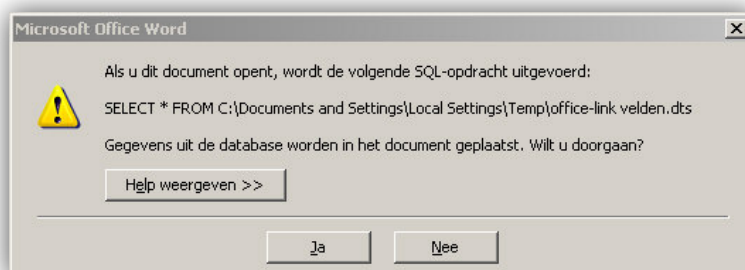 Microsoft Office Word
Als u dit document opent, wordt de volgende SQL-opdracht uitgevoerd:
SELECT * FROM C:\Documents and Settings\Local Settings\Temp\office-link velden.dts
Gegevens uit de database worden in het document geplaatst. Wilt u doorgaan?
Help weergeven >>
Ja
Nee